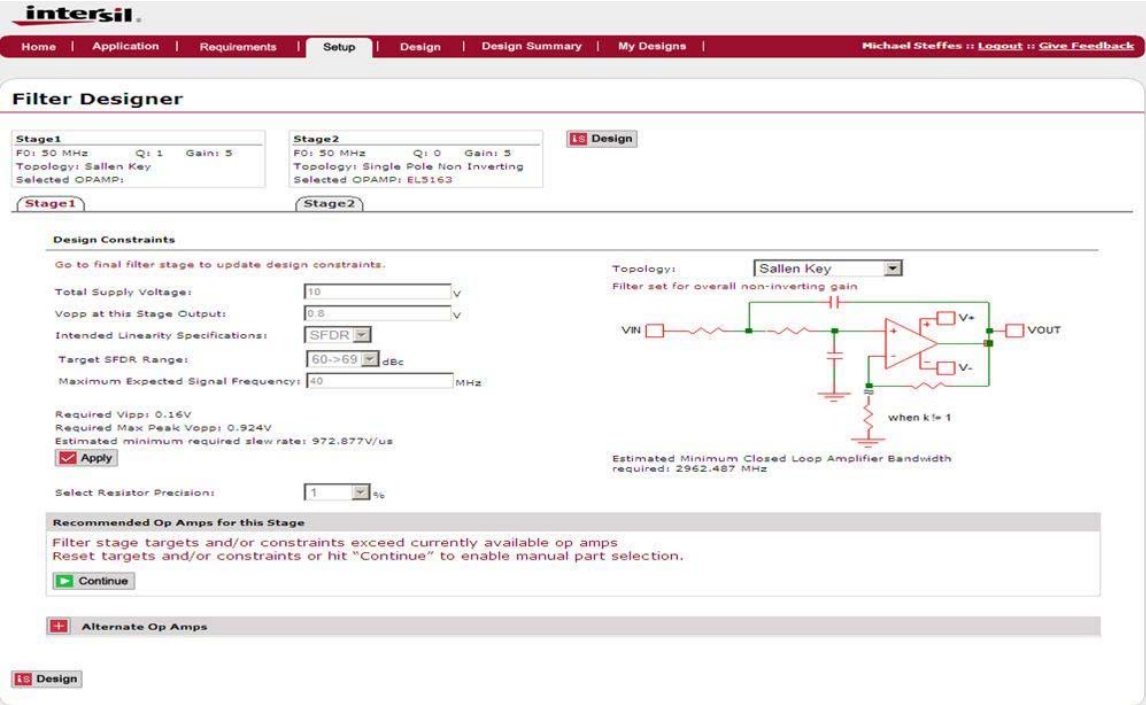 intersil.
Home | Application | Requirements | Setup | Design | Design Summary | My Designs | Michael Steffes :: Logout :: Give Feedback
Filter Designer
Stage1
F0: 50 MHz Q: 1 Gain: 5
Topology: Sallen Key
Selected OPAMP:
Stage2
F0: 50 MHz Q: 0 Gain: 5
Topology: Single Pole Non Inverting
Selected OPAMP: EL5163
is Design
Stage1 Stage2
Design Constraints
Go to final filter stage to update design constraints.
Total Supply Voltage: 10 V
Vopp at this Stage Output: 0.8 V
Intended Linearity Specifications: SFDR
Target SFDR Range: 60->69 dBc
Maximum Expected Signal Frequency: 40 MHz
Required Vipp: 0.16V
Required Max Peak Vopp: 0.924V
Estimated minimum required slew rate: 972.877V/us
Apply
Select Resistor Precision: 1 %
Topology: Sallen Key
Filter set for overall non-inverting gain
VIN
+
+
V+
VOUT
-
-
V-
when k != 1
Estimated Minimum Closed Loop Amplifier Bandwidth
required: 2962.487 MHz
Recommended Op Amps for this Stage
Filter stage targets and/or constraints exceed currently available op amps
Reset targets and/or constraints or hit “Continue” to enable manual part selection.
Continue
+ Alternate Op Amps
is Design